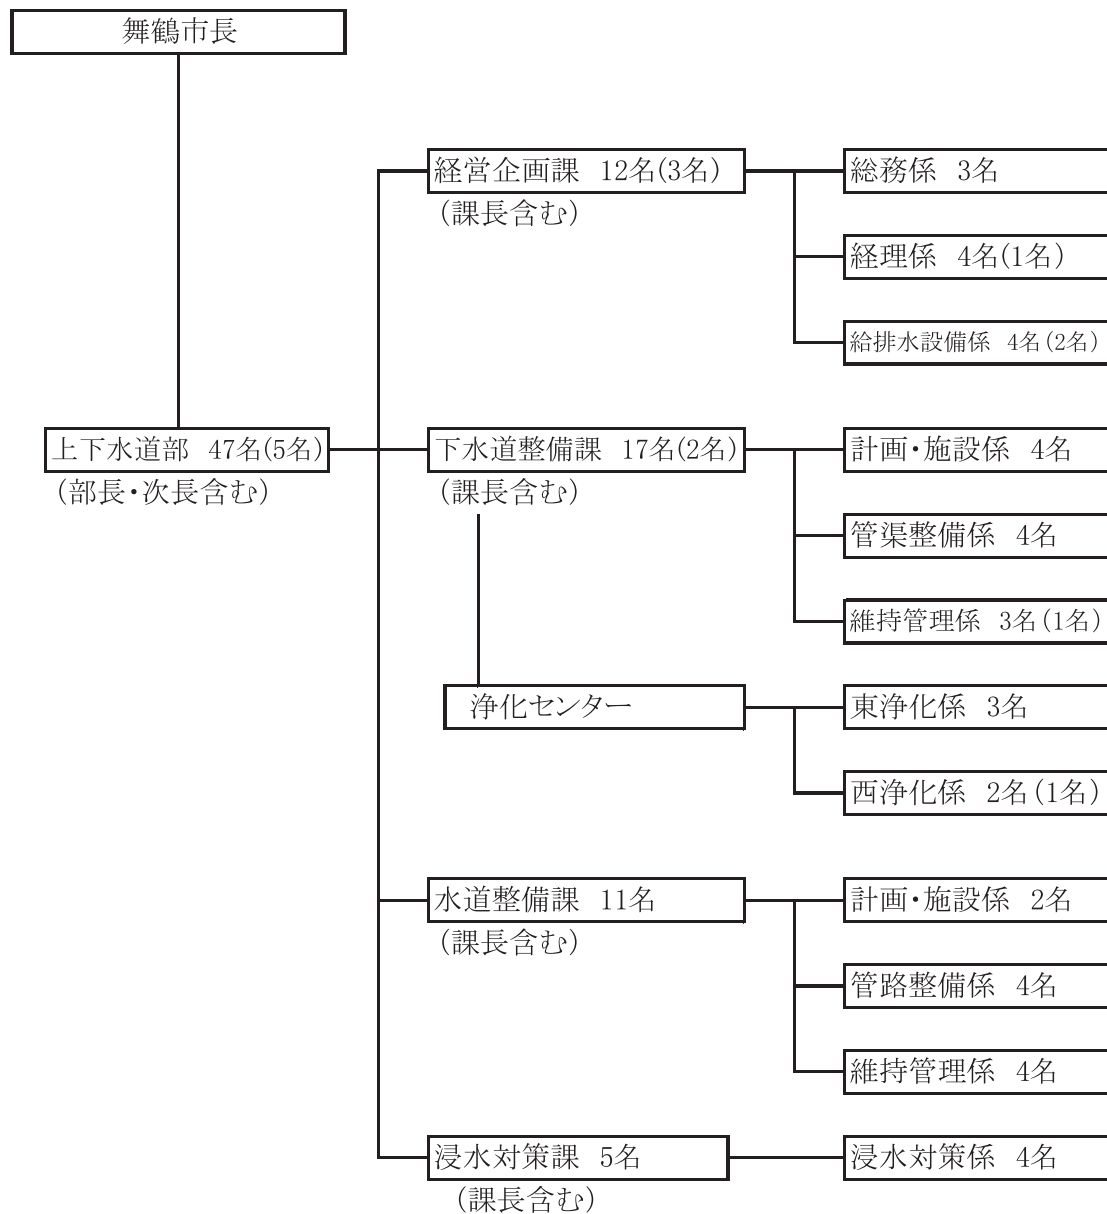 舞鶴市長
経営企画課 12名(3名)
(課長含む)
総務係 3名
経理係 4名(1名)
給排水設備係 4名(2名)
上下水道部 47名(5名)
(部長・次長含む)
下水道整備課 17名(2名)
(課長含む)
計画・施設係 4名
管渠整備係 4名
維持管理係 3名(1名)
浄化センター
東浄化係 3名
西浄化係 2名(1名)
水道整備課 11名
(課長含む)
計画・施設係 2名
管路整備係 4名
維持管理係 4名
浸水対策課 5名
(課長含む)
浸水対策係 4名